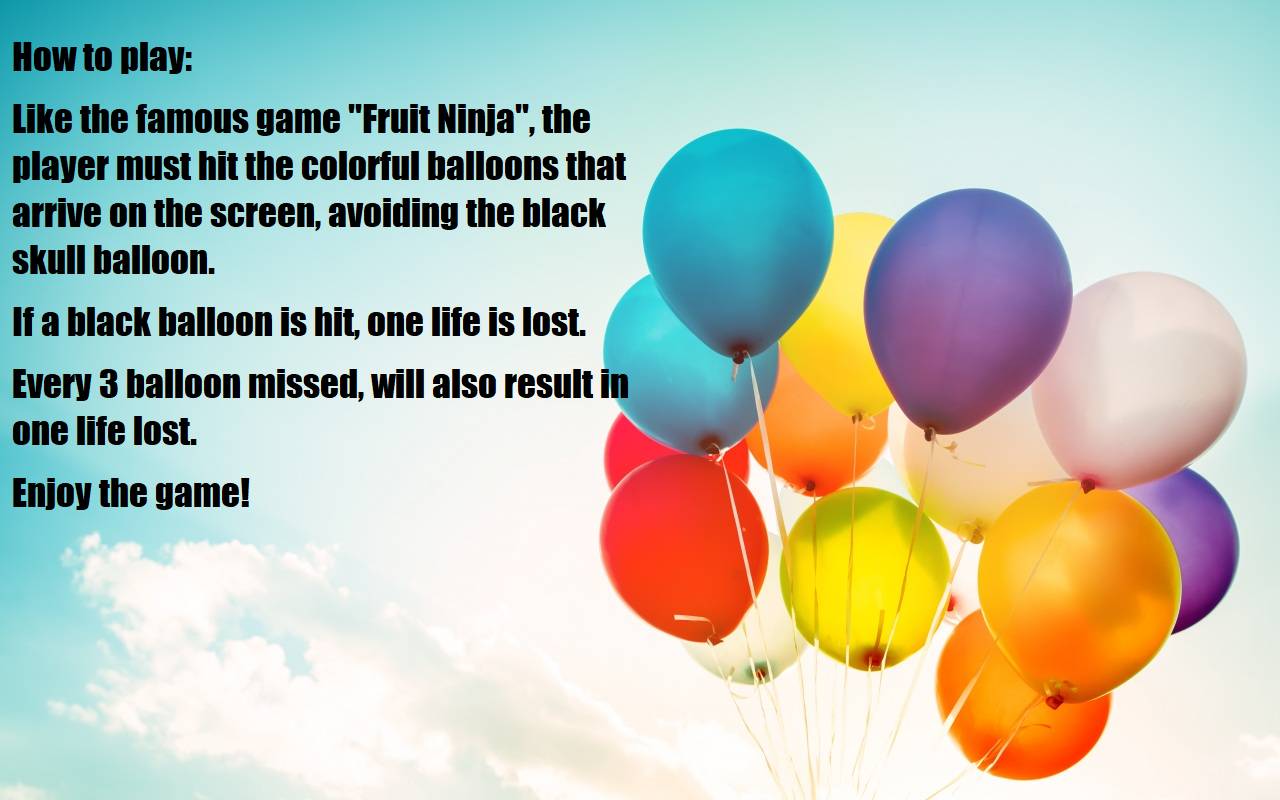 How to play:
Like the famous game "Fruit Ninja", the
player must hit the colorful balloons that
arrive on the screen, avoiding the black
skull balloon.
If a black balloon is hit, one life is lost.
Every 3 balloon missed, will also result in
one life lost.
Enjoy the game!